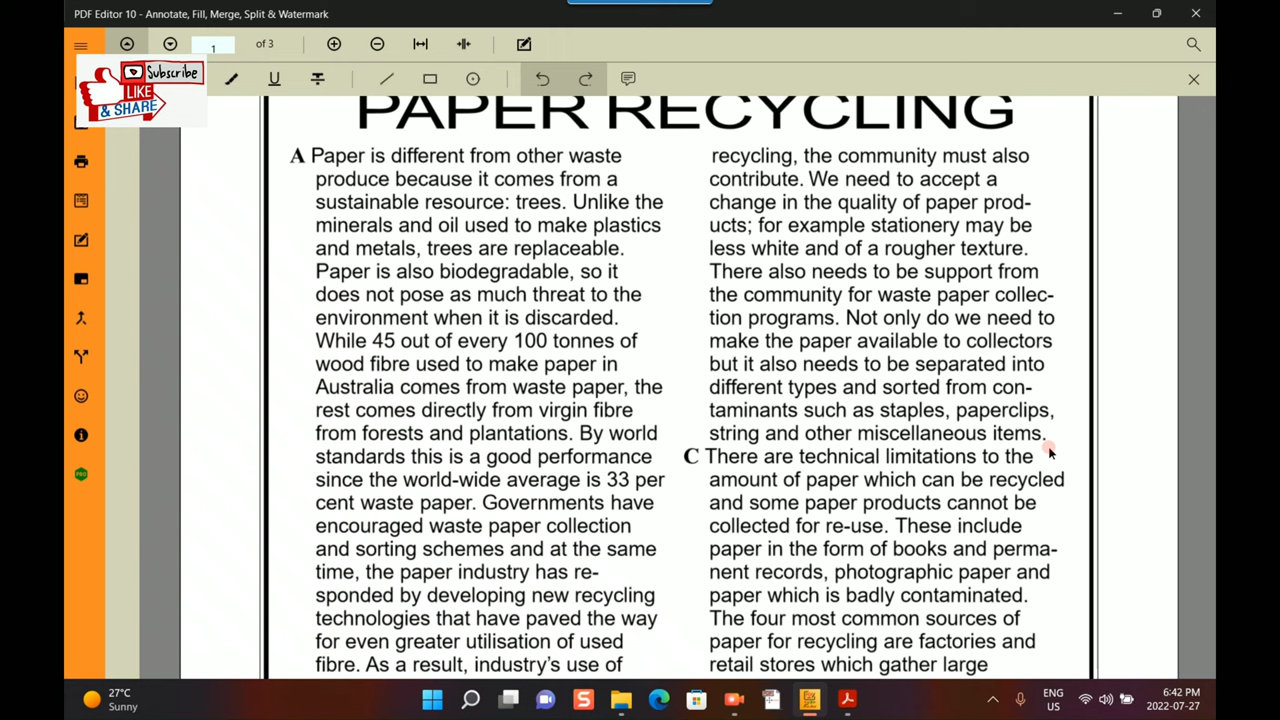 PDF Editor 10 - Annotate, Fill, Merge, Split & Watermark
1 of 3
Subscribe
LIKE
& SHARE
PAPER RECYCLING
A Paper is different from other waste
produce because it comes from a
sustainable resource: trees. Unlike the
minerals and oil used to make plastics
and metals, trees are replaceable.
Paper is also biodegradable, so it
does not pose as much threat to the
environment when it is discarded.
While 45 out of every 100 tonnes of
wood fibre used to make paper in
Australia comes from waste paper, the
rest comes directly from virgin fibre
from forests and plantations. By world
standards this is a good performance
since the world-wide average is 33 per
cent waste paper. Governments have
encouraged waste paper collection
and sorting schemes and at the same
time, the paper industry has re-
sponded by developing new recycling
technologies that have paved the way
for even greater utilisation of used
fibre. As a result, industry's use of
recycling, the community must also
contribute. We need to accept a
change in the quality of paper prod-
ucts; for example stationery may be
less white and of a rougher texture.
There also needs to be support from
the community for waste paper collec-
tion programs. Not only do we need to
make the paper available to collectors
but it also needs to be separated into
different types and sorted from con-
taminants such as staples, paperclips,
string and other miscellaneous items.
C There are technical limitations to the
amount of paper which can be recycled
and some paper products cannot be
collected for re-use. These include
paper in the form of books and perma-
nent records, photographic paper and
paper which is badly contaminated.
The four most common sources of
paper for recycling are factories and
retail stores which gather large
27°C
Sunny
ENG
US
6:42 PM
2022-07-27